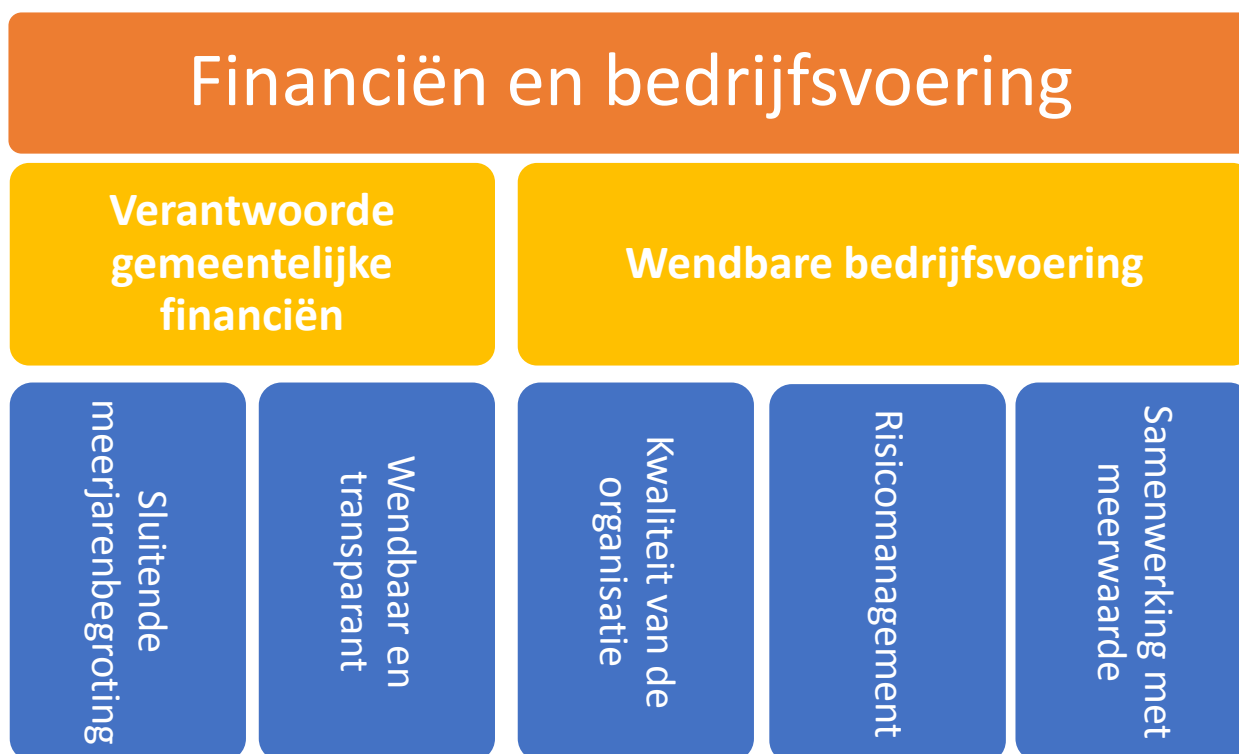 Financiën en bedrijfsvoering
Verantwoorde
gemeentelijke
financiën
Wendbare bedrijfsvoering
Sluitende
meerjarenbegroting
Wendbaar en
transparant
Kwaliteit van de
organisatie
Risicomanagement
Samenwerking met
meerwaarde